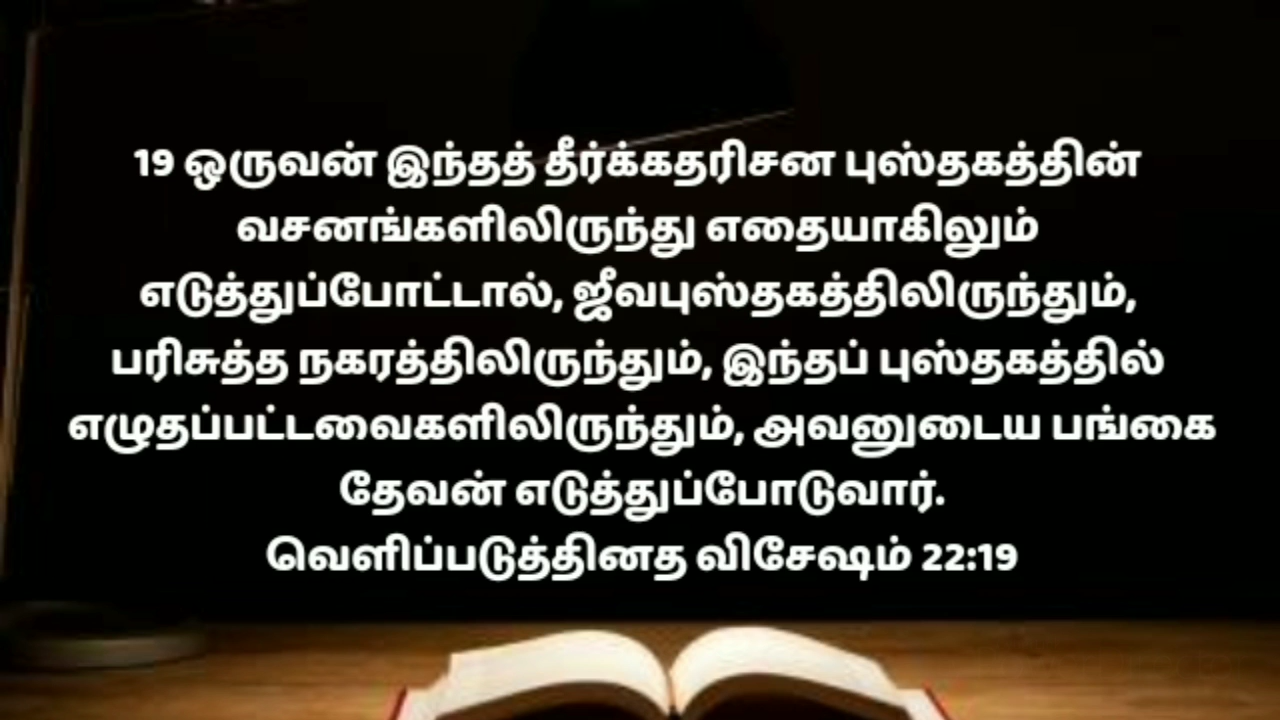 19 ஒருவன் இந்தத் தீர்க்கதரிசன புஸ்தகத்தின்
வசனங்களிலிருந்து எதையாகிலும்
எடுத்துப்போட்டால், ஜீவபுஸ்தகத்திலிருந்தும்,
பரிசுத்த நகரத்திலிருந்தும், இந்தப் புஸ்தகத்தில்
எழுதப்பட்டவைகளிலிருந்தும், அவனுடைய பங்கை
தேவன் எடுத்துப்போடுவார்.
வெளிப்படுத்தினத விசேஷம் 22:19